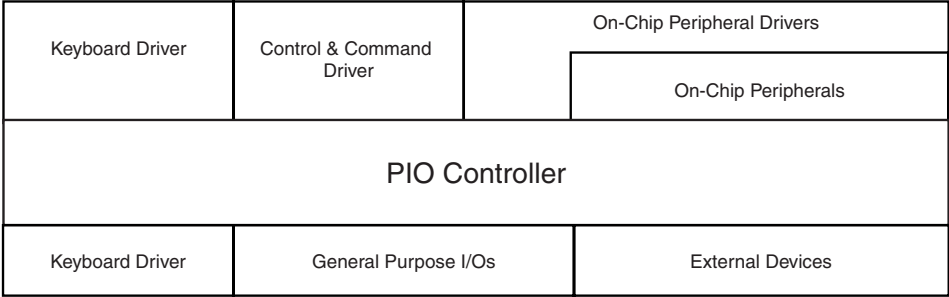 Keyboard Driver
Control & Command
Driver
On-Chip Peripheral Drivers
On-Chip Peripherals
PIO Controller
Keyboard Driver
General Purpose I/Os
External Devices